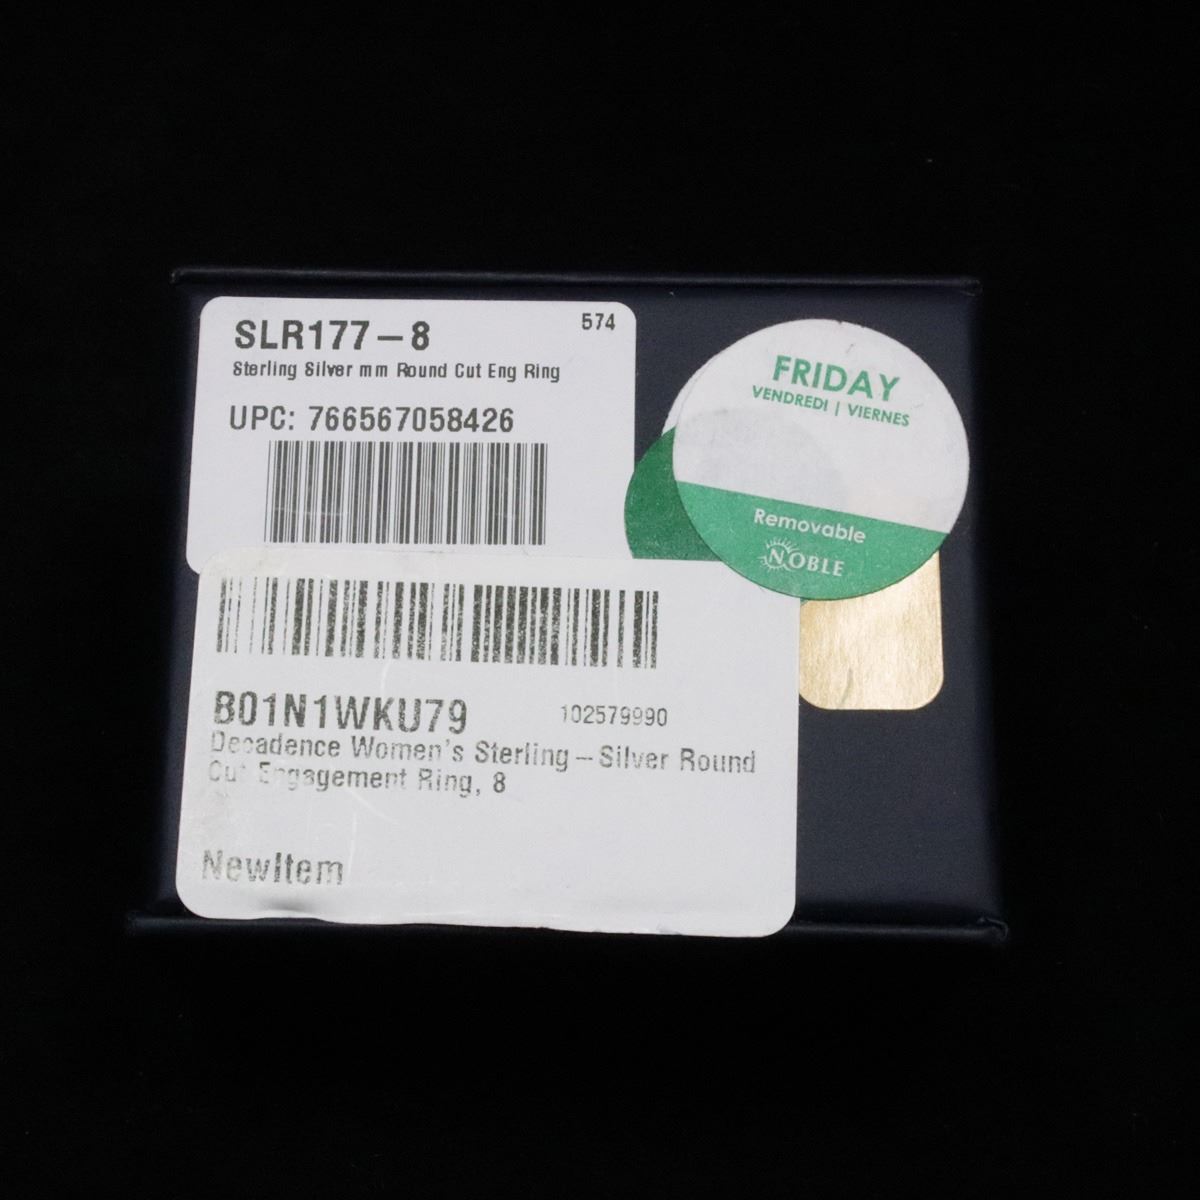 SLR177-8
574
Sterling Silver mm Round Cut Eng Ring
UPC: 766567058426
FRIDAY
VENDREDI | VIERNES
Removable
NOBLE
B01N1WKU79
102579990
Decadence Women's Sterling-Silver Round
Cut Engagement Ring, 8
NewItem